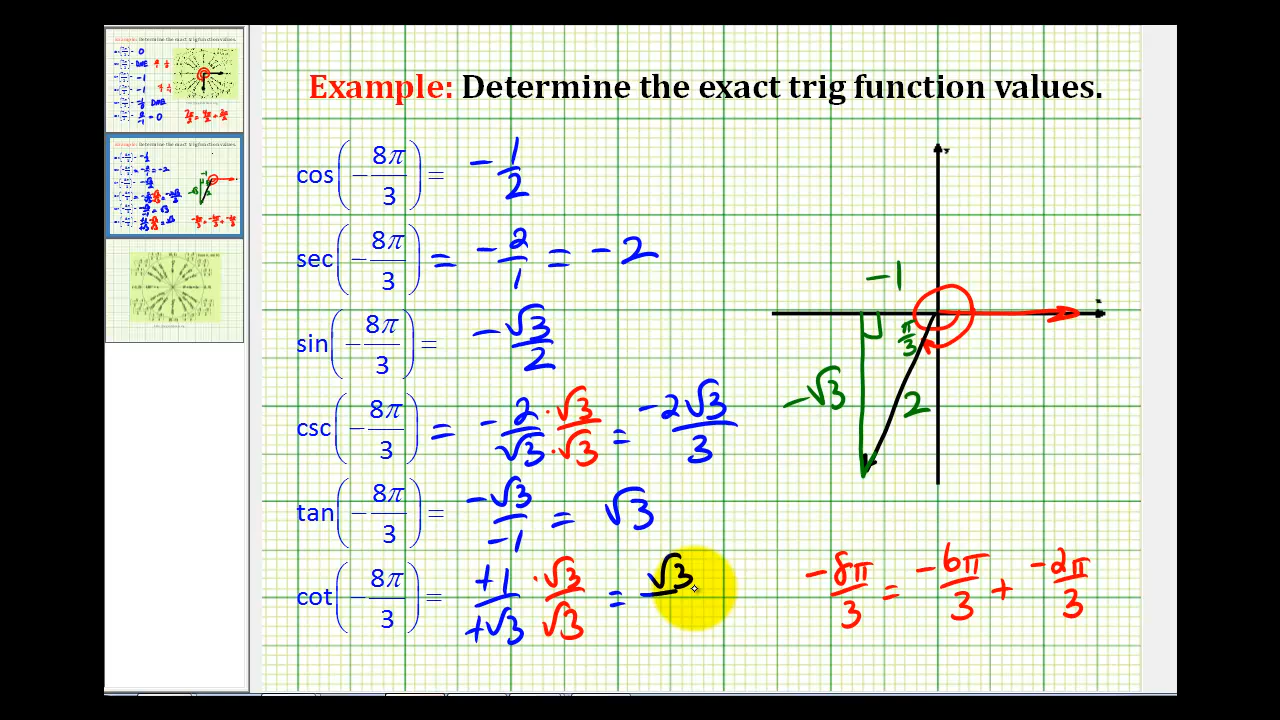 Example: Determine the exact trig function values.
cos(-8π/3) = -1/2
sec(-8π/3) = -2/1 = -2
sin(-8π/3) = -√3/2
csc(-8π/3) = -2/√3 · √3/√3 = -2√3/3
tan(-8π/3) = -√3/-1 = √3
cot(-8π/3) = +1/+√3 · √3/√3 = √3
-1
π/3
-√3
2
-8π/3 = -6π/3 + -2π/3